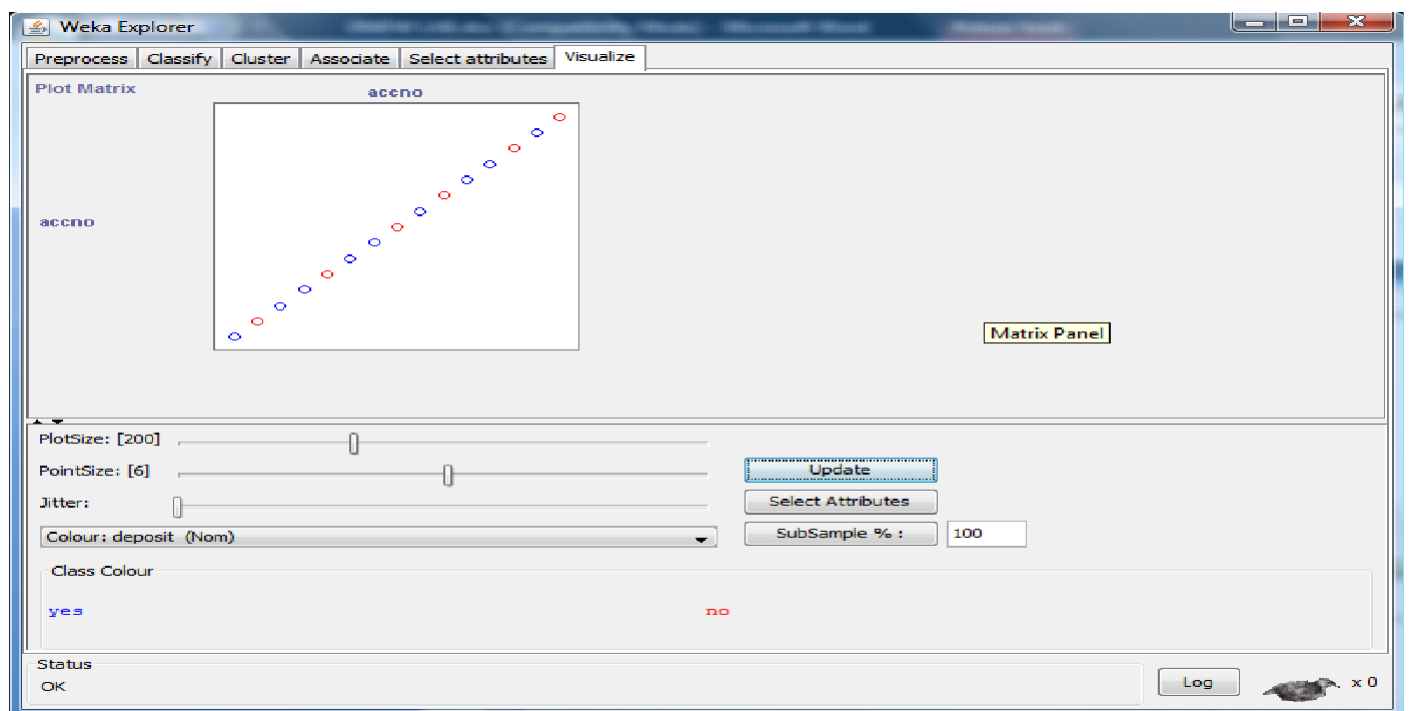 Weka Explorer
Preprocess Classify Cluster Associate Select attributes Visualize
Plot Matrix accno
accno
Matrix Panel
PlotSize: [200]
PointSize: [6] Update
Jitter: Select Attributes
Colour: deposit (Nom) SubSample % : 100
Class Colour
yes no
Status
OK Log x 0